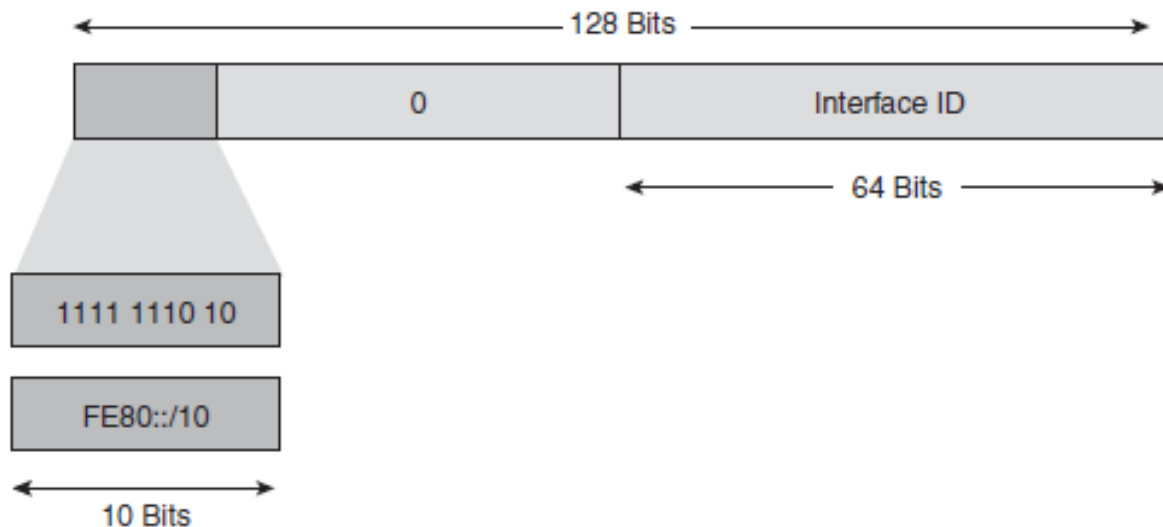 128 Bits
0
Interface ID
64 Bits
1111 1110 10
FE80::/10
10 Bits